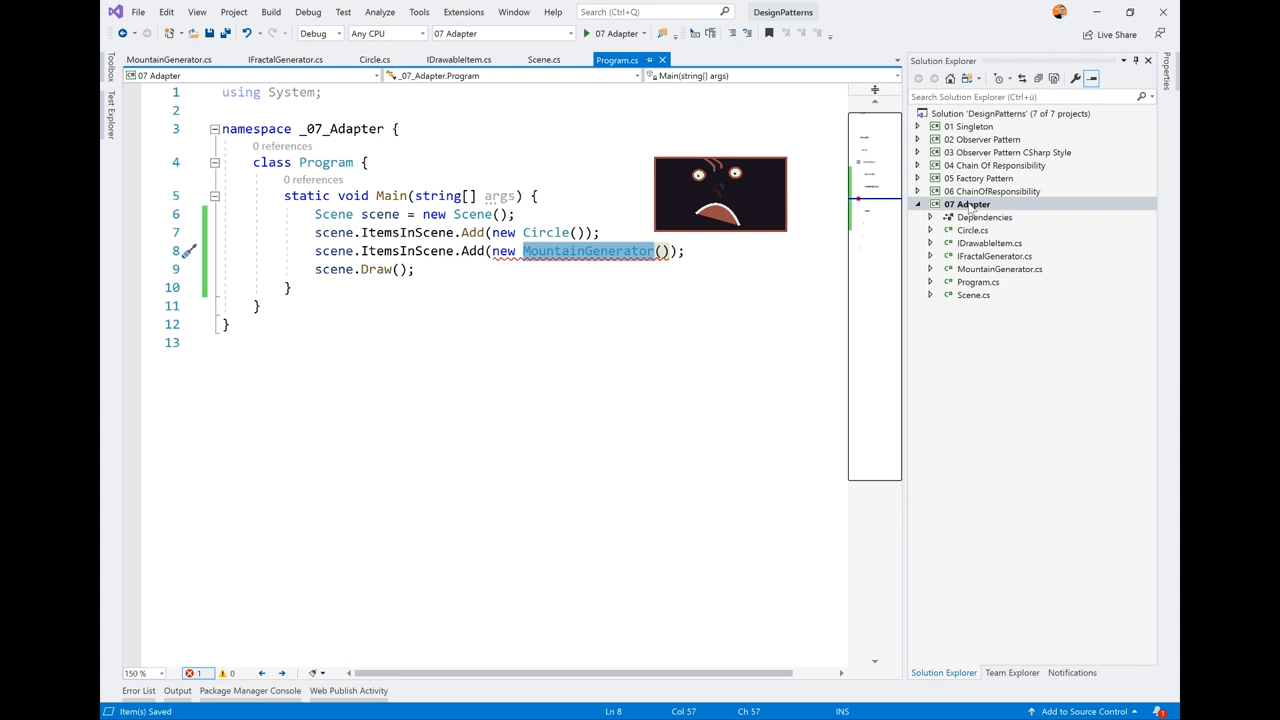 File Edit View Project Build Debug Test Analyze Tools Extensions Window Help Search (Ctrl+Q) DesignPatterns
Debug Any CPU 07 Adapter 07 Adapter Live Share
Toolbox
Test Explorer
MountainGenerator.cs IFractalGenerator.cs Circle.cs IDrawableItem.cs Scene.cs Program.cs
07 Adapter _07_Adapter.Program Main(string[] args)
1 using System;
2
3 namespace _07_Adapter {
0 references
4 class Program {
0 references
5 static void Main(string[] args) {
6 Scene scene = new Scene();
7 scene.ItemsInScene.Add(new Circle());
8 scene.ItemsInScene.Add(new MountainGenerator());
9 scene.Draw();
10 }
11 }
12 }
13
150 % 1 0
Error List Output Package Manager Console Web Publish Activity
Solution Explorer
Search Solution Explorer (Ctrl+ü)
Solution 'DesignPatterns' (7 of 7 projects)
01 Singleton
02 Observer Pattern
03 Observer Pattern CSharp Style
04 Chain Of Responsibility
05 Factory Pattern
06 ChainOfResponsibility
07 Adapter
Dependencies
Circle.cs
IDrawableItem.cs
IFractalGenerator.cs
MountainGenerator.cs
Program.cs
Scene.cs
Solution Explorer Team Explorer Notifications
Properties
Item(s) Saved Ln 8 Col 57 Ch 57 INS Add to Source Control 1